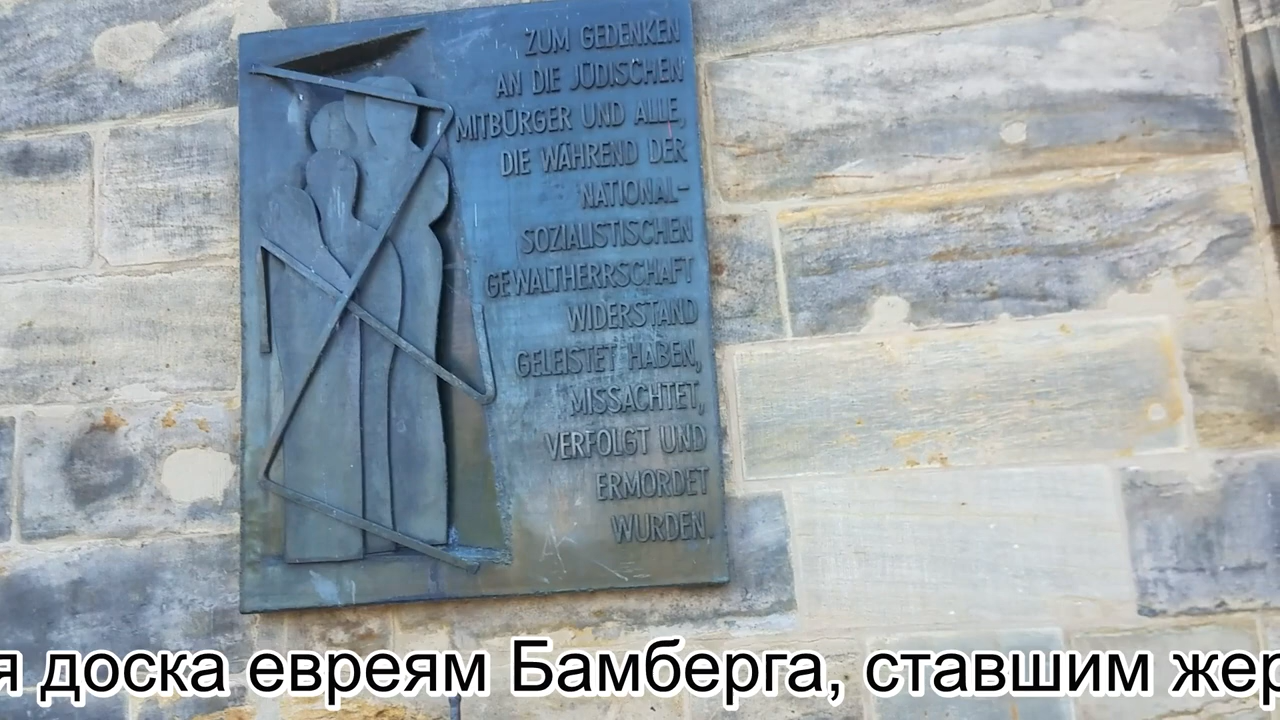 ZUM GEDENKEN
AN DIE JÜDISCHEN
MITBÜRGER UND ALLE,
DIE WÄHREND DER
NATIONAL-
SOZIALISTISCHEN
GEWALTHERRSCHAFT
WIDERSTAND
GELEISTET HABEN,
MISSACHTET,
VERFOLGT UND
ERMORDET
WURDEN.
я доска евреям Бамберга, ставшим жер